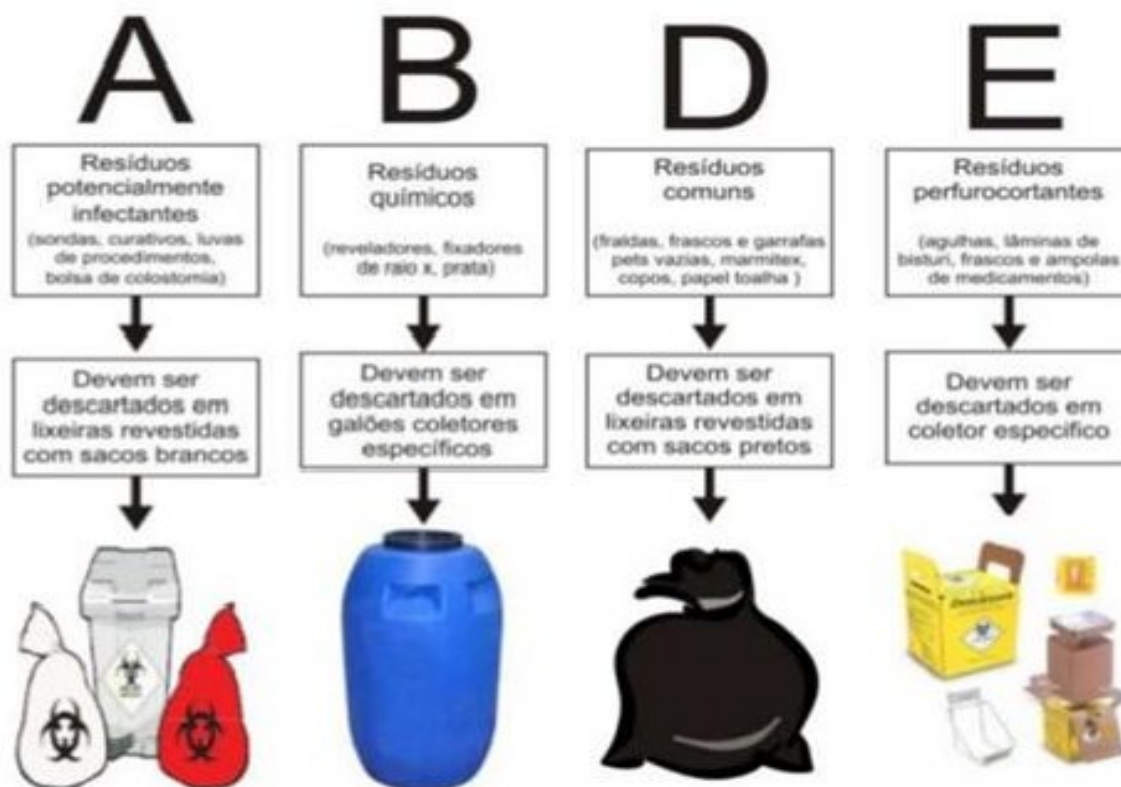 A
Resíduos
potencialmente
infectantes
(sondas, curativos, luvas
de procedimentos,
bolsa de colostomia)
Devem ser
descartados em
lixeiras revestidas
com sacos brancos
B
Resíduos
químicos
(reveladores, fixadores
de raio x, prata)
Devem ser
descartados em
galões coletores
específicos
D
Resíduos
comuns
(fraldas, frascos e garrafas
pets vazias, marmitex,
copos, papel toalha )
Devem ser
descartados em
lixeiras revestidas
com sacos pretos
E
Resíduos
perfurocortantes
(agulhas, lâminas de
bisturi, frascos e ampolas
de medicamentos)
Devem ser
descartados em
coletor específico